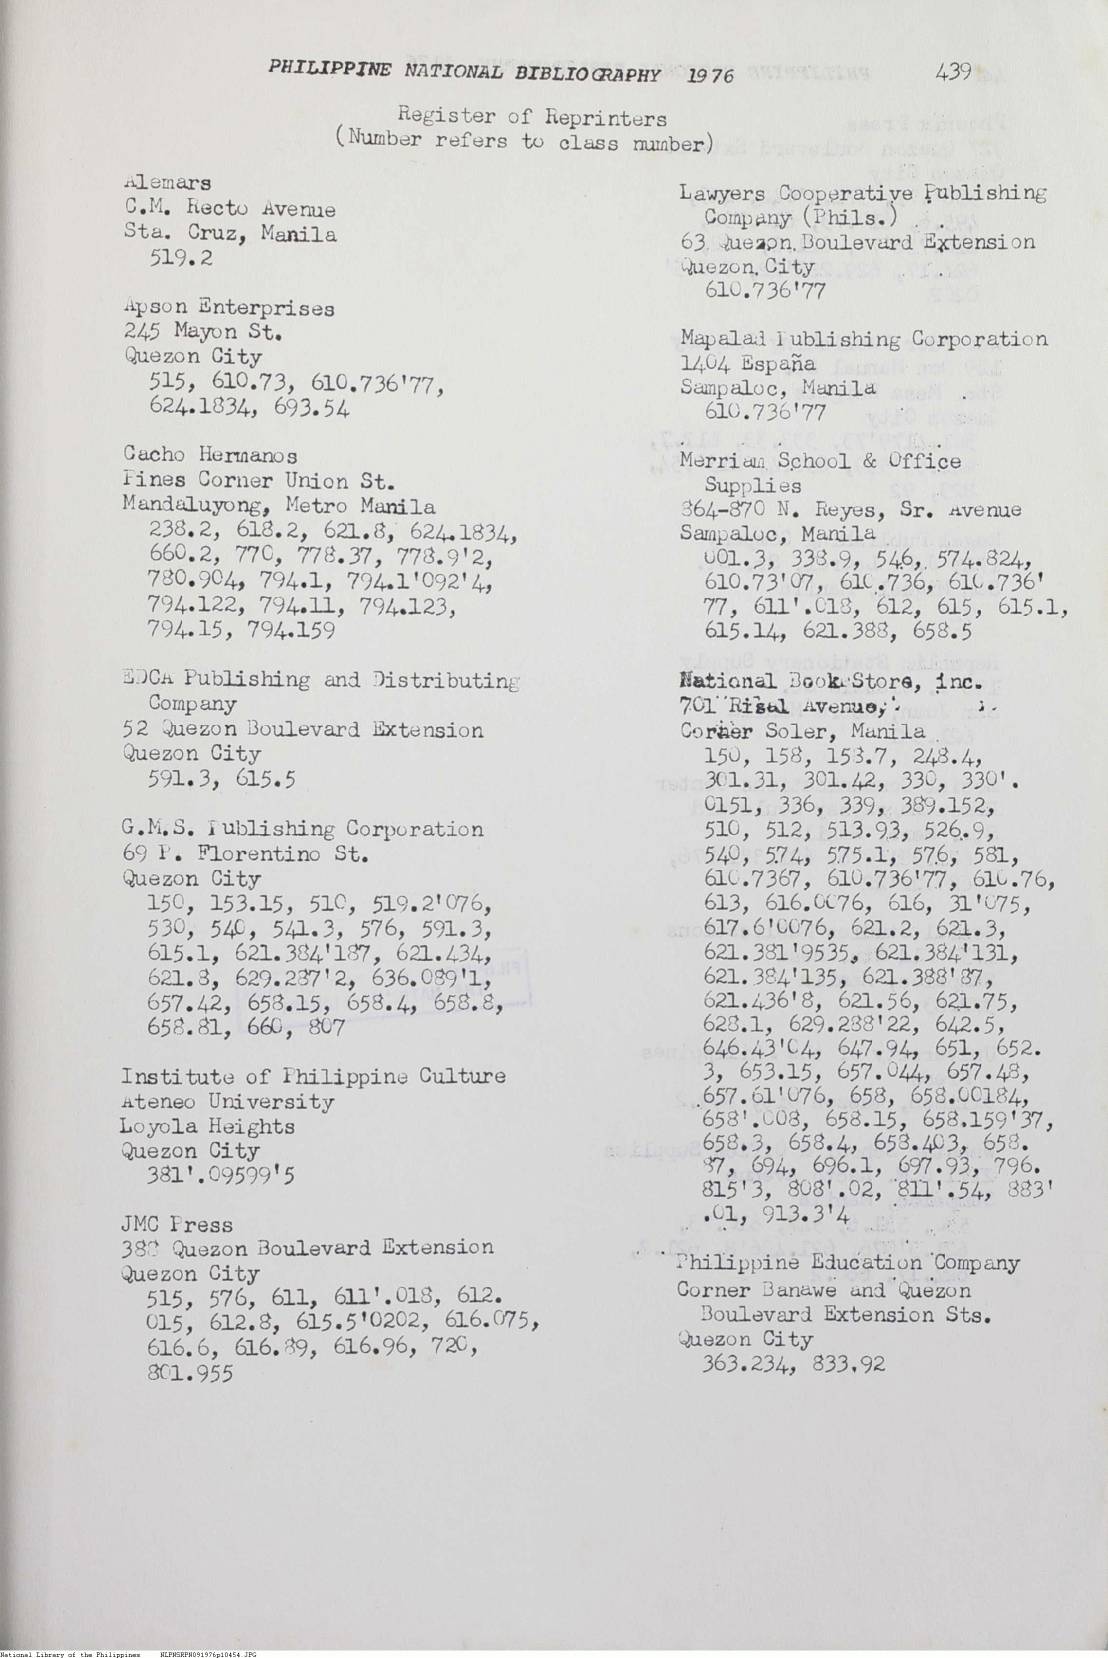 PHILIPPINE NATIONAL BIBLIOGRAPHY 1976 439
Register of Reprinters
(Number refers to class number)
Alemars
C.M. Recto Avenue
Sta. Cruz, Manila
519.2
Apson Enterprises
245 Mayon St.
Quezon City
515, 610.73, 610.736'77,
624.1834, 693.54
Cacho Hermanos
Pines Corner Union St.
Mandaluyong, Metro Manila
238.2, 618.2, 621.8, 624.1834,
660.2, 770, 778.37, 778.9'2,
780.904, 794.1, 794.1'092'4,
794.122, 794.11, 794.123,
794.15, 794.159
EDCA Publishing and Distributing
Company
52 Quezon Boulevard Extension
Quezon City
591.3, 615.5
G.M.S. Publishing Corporation
69 P. Florentino St.
Quezon City
150, 153.15, 510, 519.2'076,
530, 540, 541.3, 576, 591.3,
615.1, 621.384'187, 621.434,
621.8, 629.287'2, 636.089'1,
657.42, 658.15, 658.4, 658.8,
658.81, 660, 807
Institute of Philippine Culture
Ateneo University
Loyola Heights
Quezon City
381'.09599'5
JMC Press
388 Quezon Boulevard Extension
Quezon City
515, 576, 611, 611'.018, 612.
015, 612.8, 615.5'0202, 616.075,
616.6, 616.89, 616.96, 720,
801.955
Lawyers Cooperative Publishing
Company (Phils.)
63 Quezon Boulevard Extension
Quezon City
610.736'77
Mapalad Publishing Corporation
1404 España
Sampaloc, Manila
610.736'77
Merriam School & Office
Supplies
864-870 N. Reyes, Sr. Avenue
Sampaloc, Manila
001.3, 338.9, 546, 574.824,
610.73'07, 610.736, 610.736'
77, 611'.018, 612, 615, 615.1,
615.14, 621.388, 658.5
National Book Store, inc.
701 Rizal Avenue,
Corner Soler, Manila
150, 158, 158.7, 248.4,
301.31, 301.42, 330, 330'.
0151, 336, 339, 389.152,
510, 512, 513.93, 526.9,
540, 574, 575.1, 576, 581,
610.7367, 610.736'77, 610.76,
613, 616.0076, 616, 31'075,
617.6'0076, 621.2, 621.3,
621.381'9535, 621.384'131,
621.384'135, 621.388'87,
621.436'8, 621.56, 621.75,
628.1, 629.288'22, 642.5,
646.43'04, 647.94, 651, 652.
3, 653.15, 657.044, 657.48,
657.61'076, 658, 658.00184,
658'.008, 658.15, 658.159'37,
658.3, 658.4, 658.403, 658.
87, 694, 696.1, 697.93, 796.
815'3, 808'.02, 811'.54, 883'
.01, 913.3'4
Philippine Education Company
Corner Banawe and Quezon
Boulevard Extension Sts.
Quezon City
363.234, 833.92
National Library of the Philippines NLPNSRPN091976p10454.JPG